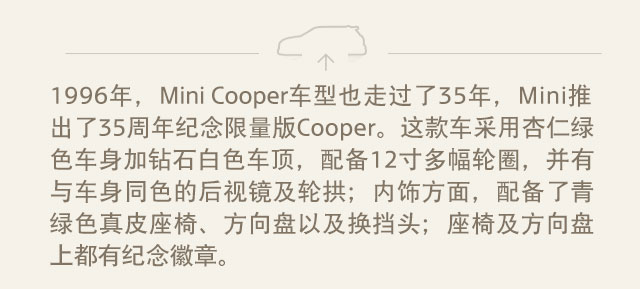 1996年，Mini Cooper车型也走过了35年，Mini推
出了35周年纪念限量版Cooper。这款车采用杏仁绿
色车身加钻石白色车顶，配备12寸多幅轮圈，并有
与车身同色的后视镜及轮拱；内饰方面，配备了青
绿色真皮座椅、方向盘以及换挡头；座椅及方向盘
上都有纪念徽章。